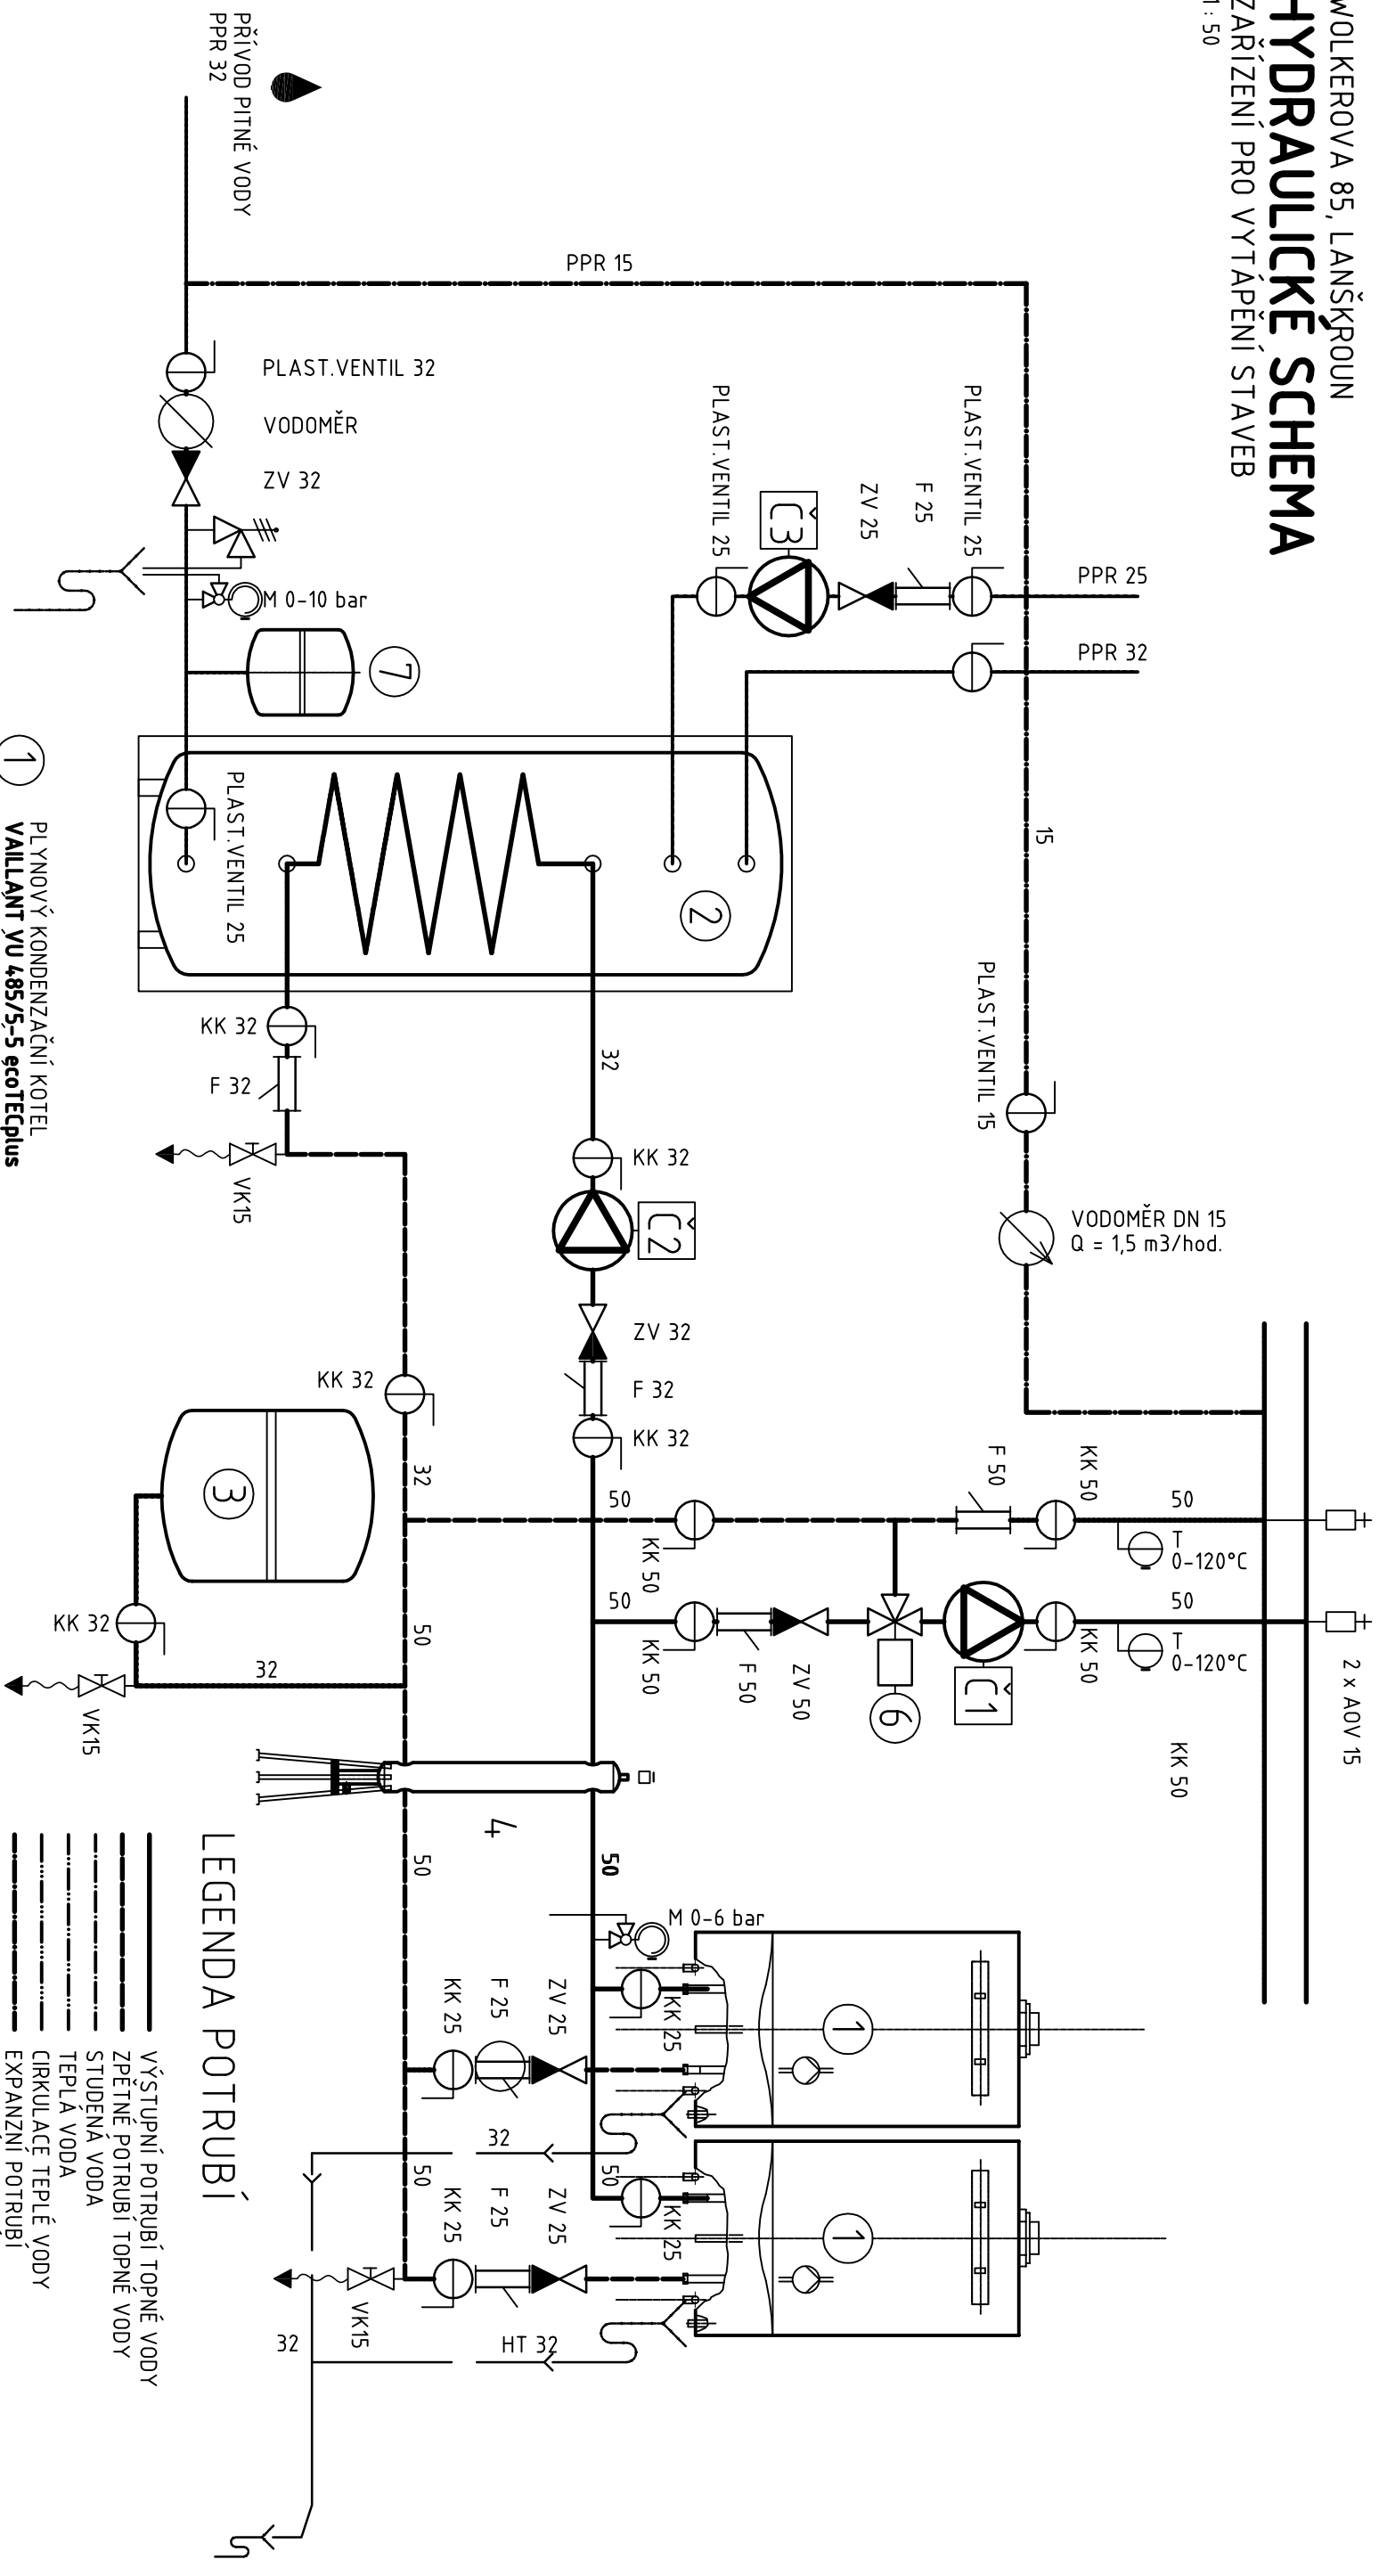 WOLKEROVA 85, LANŠKROUN
HYDRAULICKÉ SCHEMA
ZAŘÍZENÍ PRO VYTÁPĚNÍ STAVEB
1 : 50
PŘÍVOD PITNÉ VODY
PPR 32
PPR 15
PLAST.VENTIL 32
VODOMĚR
ZV 32
M 0-10 bar
7
PLAST.VENTIL 25
Č3
ZV 25
F 25
PLAST.VENTIL 25
PPR 25
PPR 32
15
PLAST.VENTIL 25
2
PLAST.VENTIL 15
VODOMĚR DN 15
Q = 1,5 m3/hod.
KK 32
F 32
VK15
32
KK 32
Č2
ZV 32
F 32
KK 32
KK 32
32
3
KK 32
50
32
VK15
50
KK 50
F 50
KK 50
50
T
0-120°C
50
KK 50
F 50
ZV 50
6
Č1
KK 50
50
T
0-120°C
2 x AOV 15
KK 50
4
50
50
M 0-6 bar
KK 25
F 25
ZV 25
KK 25
1
32
50
50
KK 25
F 25
ZV 25
KK 25
1
VK15
32
HT 32
1
PLYNOVÝ KONDENZAČNÍ KOTEL
VAILLANT VU 485/5-5 ecoTECplus
LEGENDA POTRUBÍ
VÝSTUPNÍ POTRUBÍ TOPNÉ VODY
ZPĚTNÉ POTRUBÍ TOPNÉ VODY
STUDENÁ VODA
TEPLÁ VODA
CIRKULACE TEPLÉ VODY
EXPANZNÍ POTRUBÍ